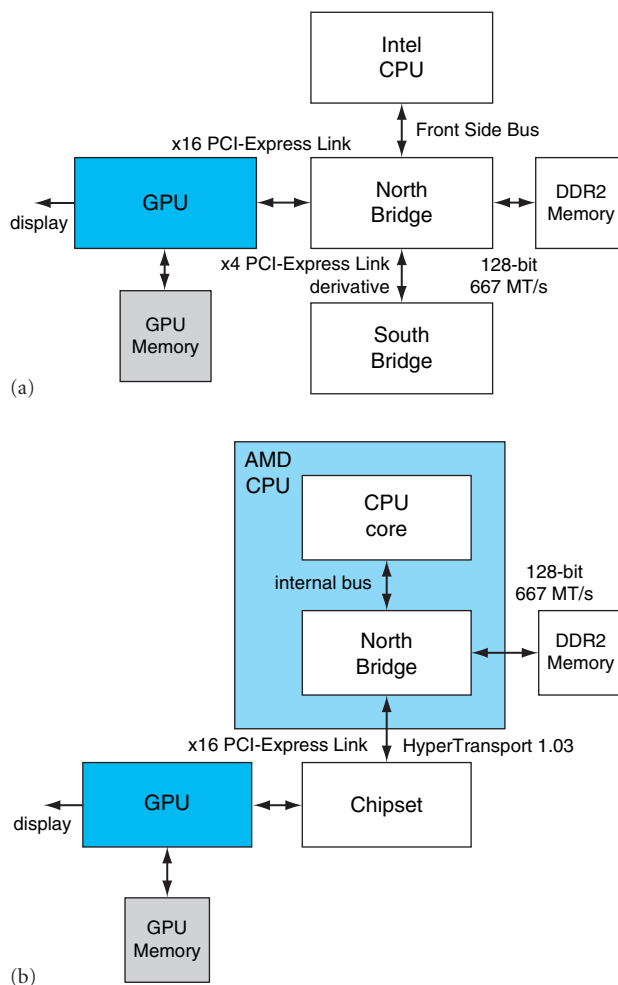 Intel
CPU
Front Side Bus
x16 PCI-Express Link
GPU
North
Bridge
DDR2
Memory
display
x4 PCI-Express Link
derivative
128-bit
667 MT/s
GPU
Memory
South
Bridge
(a)
AMD
CPU
CPU
core
internal bus
128-bit
667 MT/s
North
Bridge
DDR2
Memory
x16 PCI-Express Link
HyperTransport 1.03
GPU
Chipset
display
GPU
Memory
(b)